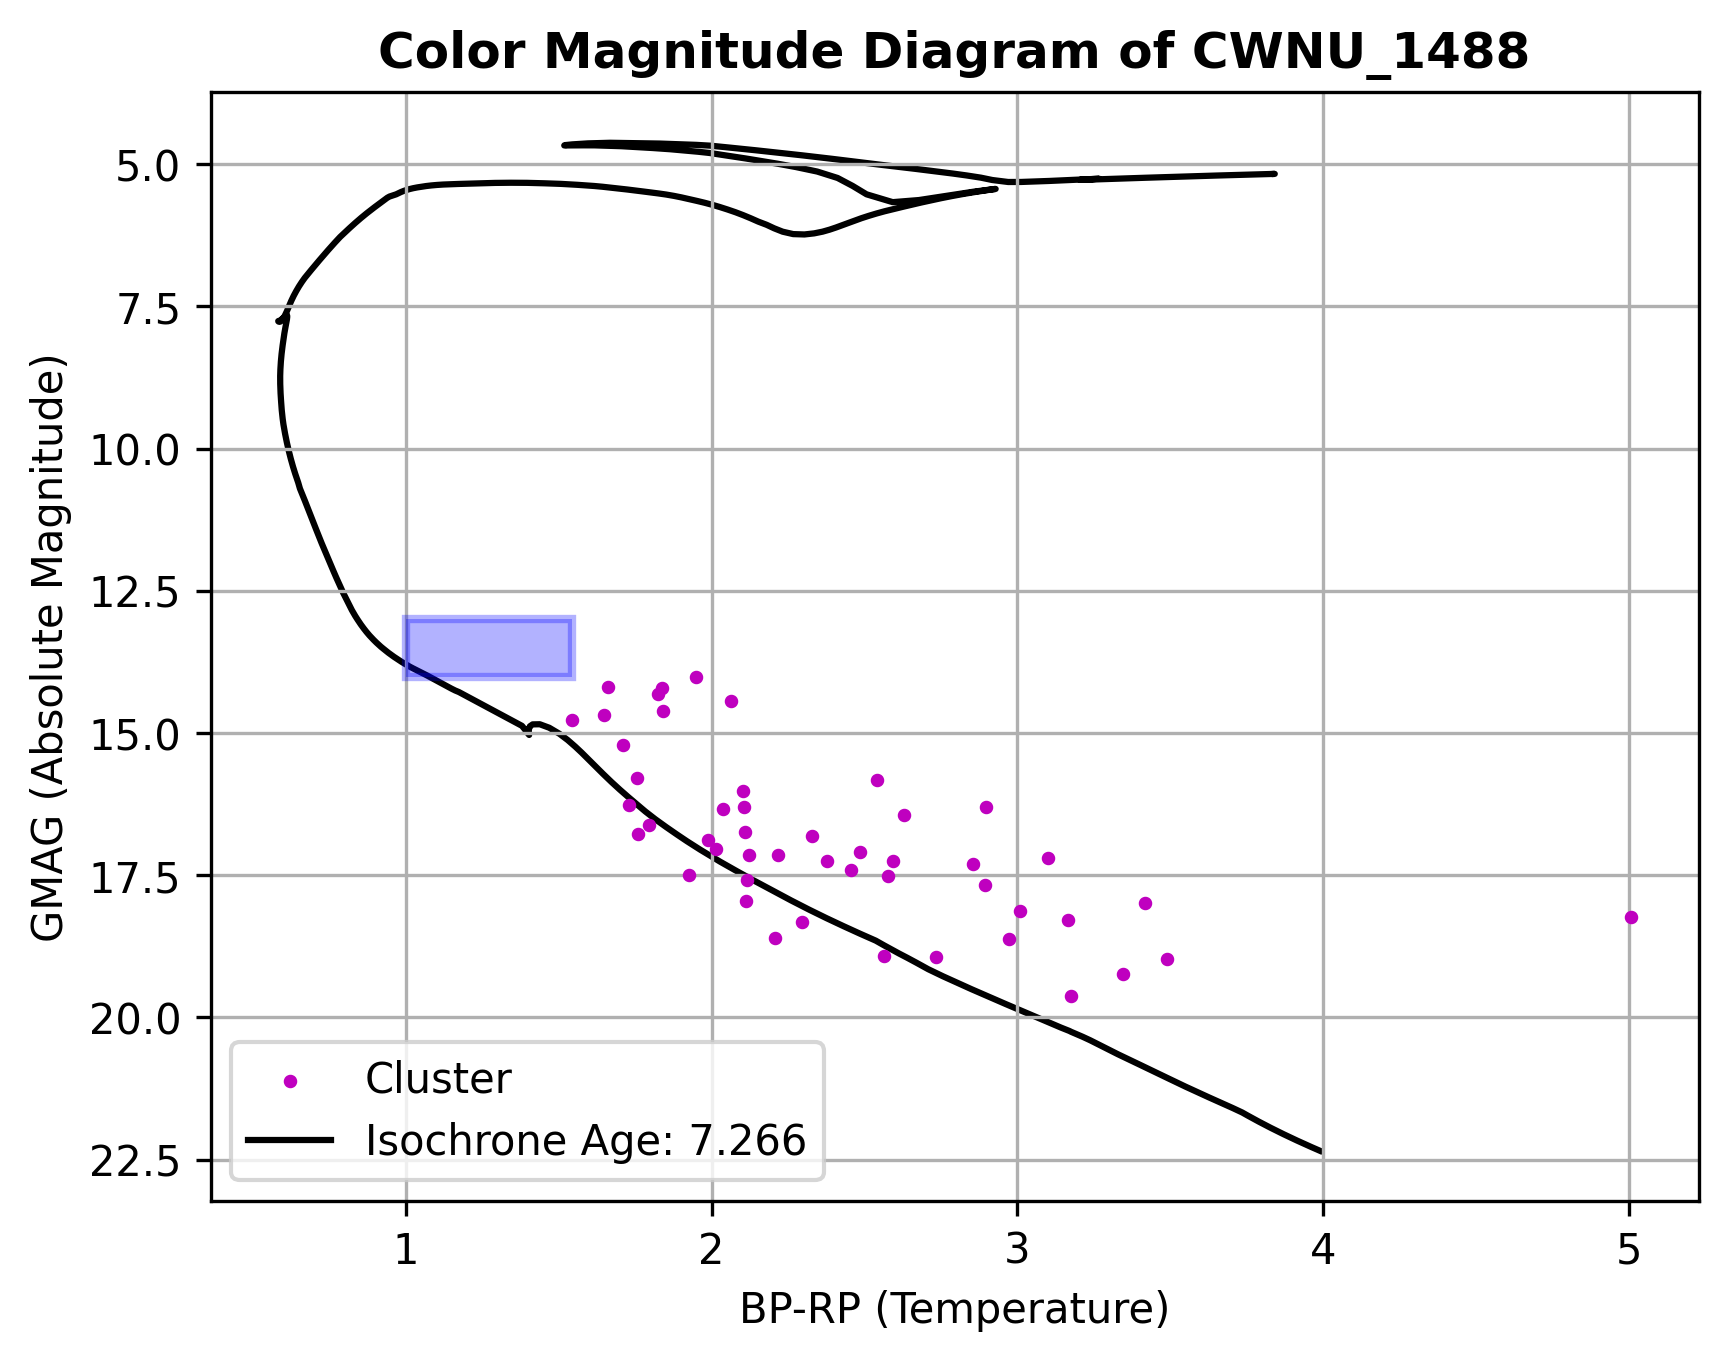 Color Magnitude Diagram of CWNU_1488
GMAG (Absolute Magnitude)
5.0
7.5
10.0
12.5
15.0
17.5
20.0
22.5
Cluster
Isochrone Age: 7.266
1 2 3 4 5
BP-RP (Temperature)